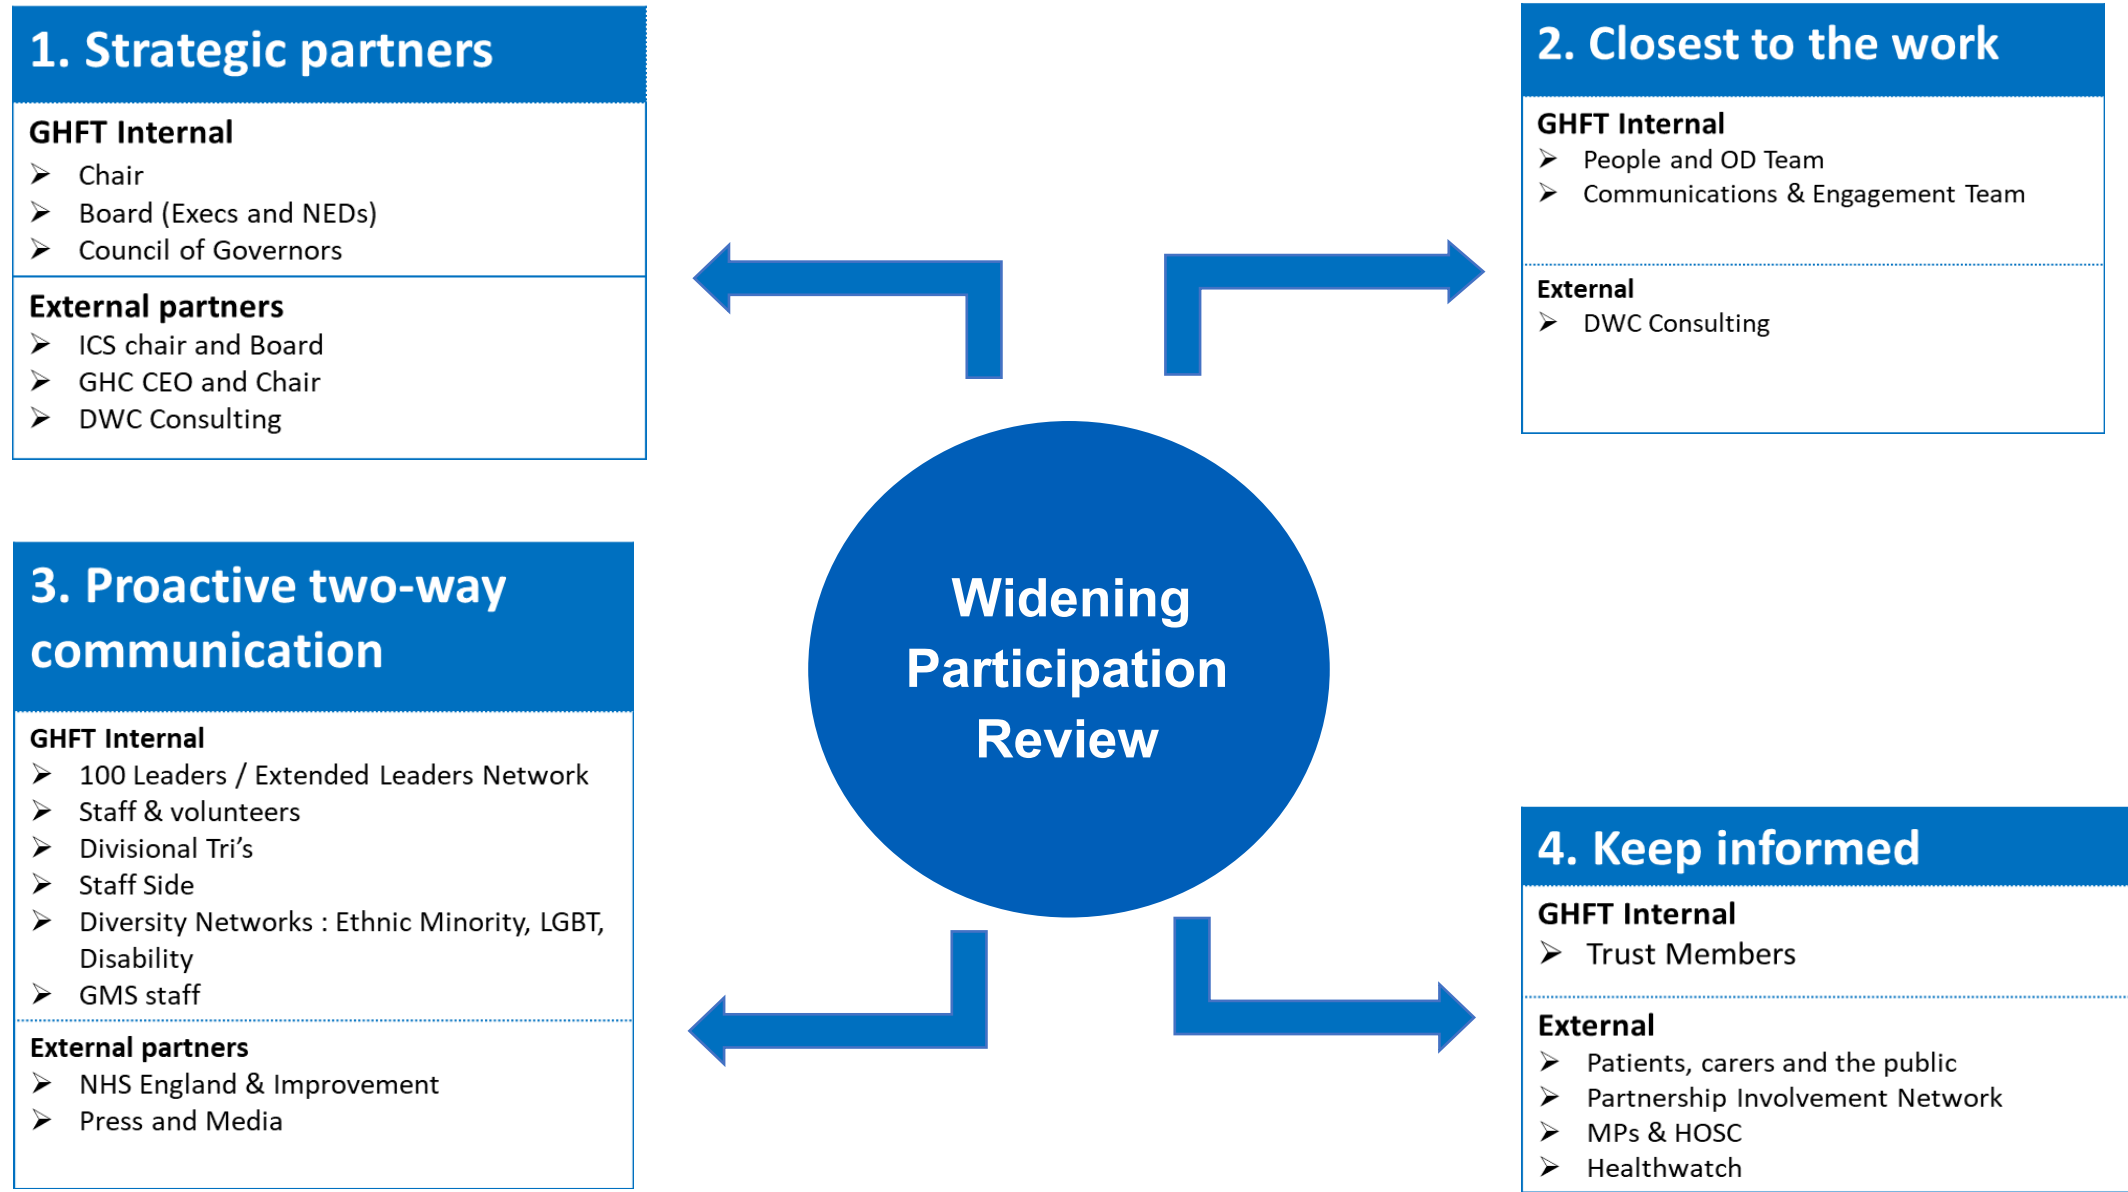 1. Strategic partners
GHFT Internal
➢ Chair
➢ Board (Execs and NEDs)
➢ Council of Governors
External partners
➢ ICS chair and Board
➢ GHC CEO and Chair
➢ DWC Consulting
2. Closest to the work
GHFT Internal
➢ People and OD Team
➢ Communications & Engagement Team
External
➢ DWC Consulting
Widening
Participation
Review
3. Proactive two-way
communication
GHFT Internal
➢ 100 Leaders / Extended Leaders Network
➢ Staff & volunteers
➢ Divisional Tri’s
➢ Staff Side
➢ Diversity Networks : Ethnic Minority, LGBT,
Disability
➢ GMS staff
External partners
➢ NHS England & Improvement
➢ Press and Media
4. Keep informed
GHFT Internal
➢ Trust Members
External
➢ Patients, carers and the public
➢ Partnership Involvement Network
➢ MPs & HOSC
➢ Healthwatch